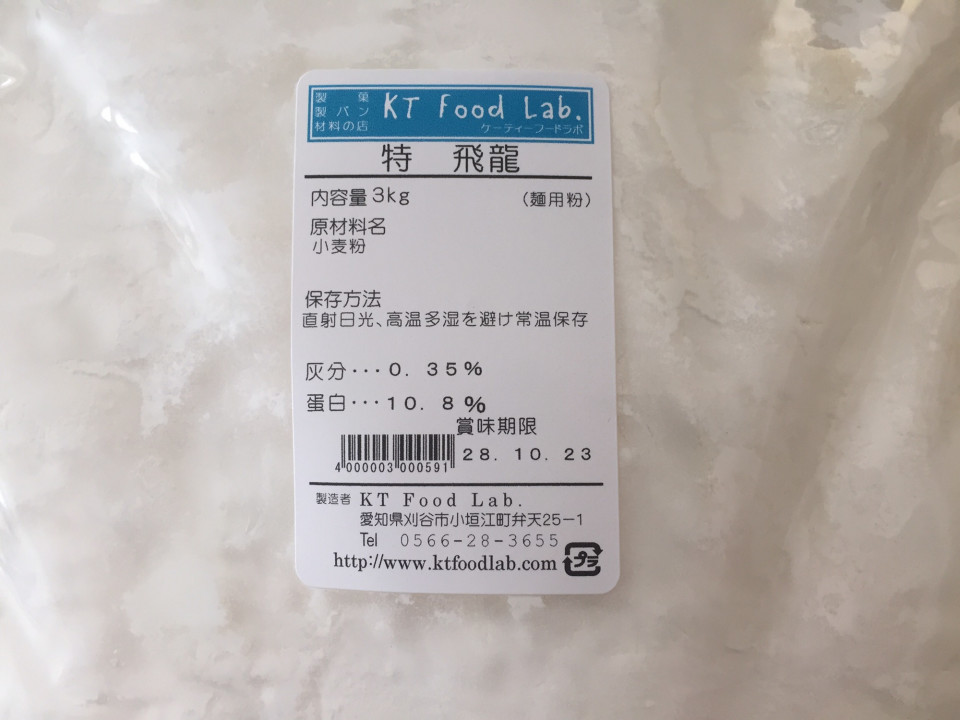 製菓
製パン
材料の店
KT Food Lab.
ケーティーフードラボ
特 飛龍
内容量 3kg (麺用粉)
原材料名
小麦粉
保存方法
直射日光、高温多湿を避け常温保存
灰分・・・0. 35%
蛋白・・・10. 8%
賞味期限
28. 10. 23
4 000003 000591
製造者 KT Food Lab.
愛知県刈谷市小垣江町弁天25-1
Tel 0566-28-3655
http://www.ktfoodlab.com
プラ